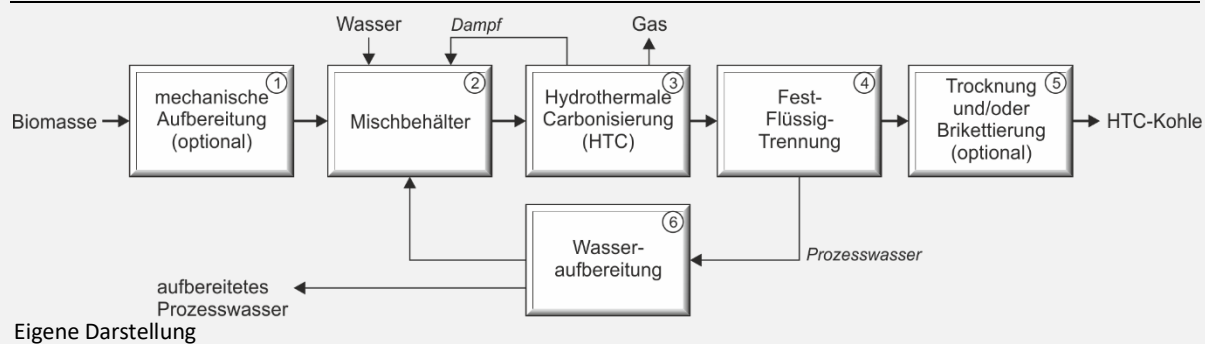 Wasser
Dampf
Gas
Biomasse
1
mechanische
Aufbereitung
(optional)
2
Mischbehälter
3
Hydrothermale
Carbonisierung
(HTC)
4
Fest-
Flüssig-
Trennung
5
Trocknung
und/oder
Brikettierung
(optional)
HTC-Kohle
6
Wasser-
aufbereitung
Prozesswasser
aufbereitetes
Prozesswasser
Eigene Darstellung